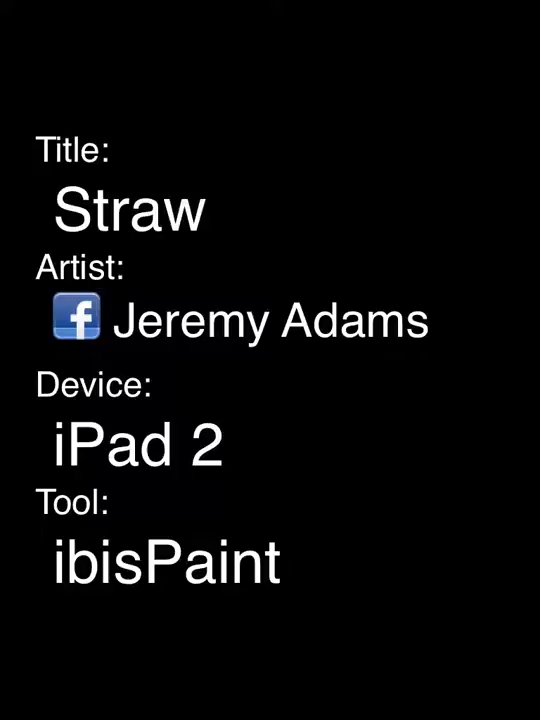 Title:
Straw
Artist:
f Jeremy Adams
Device:
iPad 2
Tool:
ibisPaint